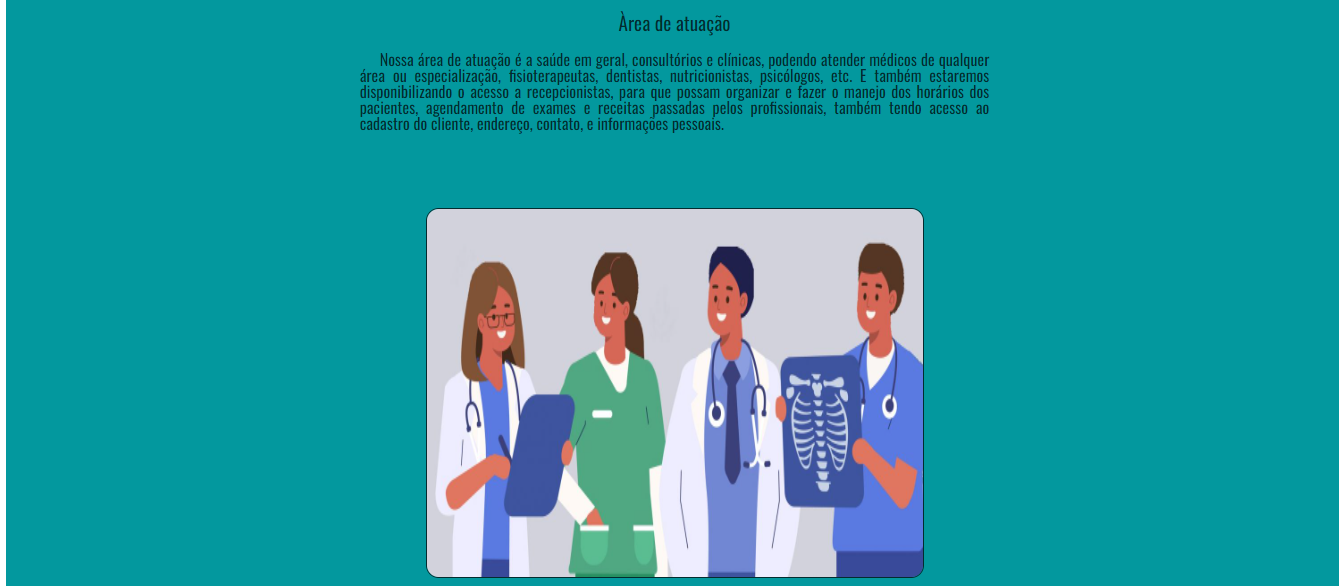 Àrea de atuação
Nossa área de atuação é a saúde em geral, consultórios e clínicas, podendo atender médicos de qualquer
área ou especialização, fisioterapeutas, dentistas, nutricionistas, psicólogos, etc. E também estaremos
disponibilizando o acesso a recepcionistas, para que possam organizar e fazer o manejo dos horários dos
pacientes, agendamento de exames e receitas passadas pelos profissionais, também tendo acesso ao
cadastro do cliente, endereço, contato, e informações pessoais.